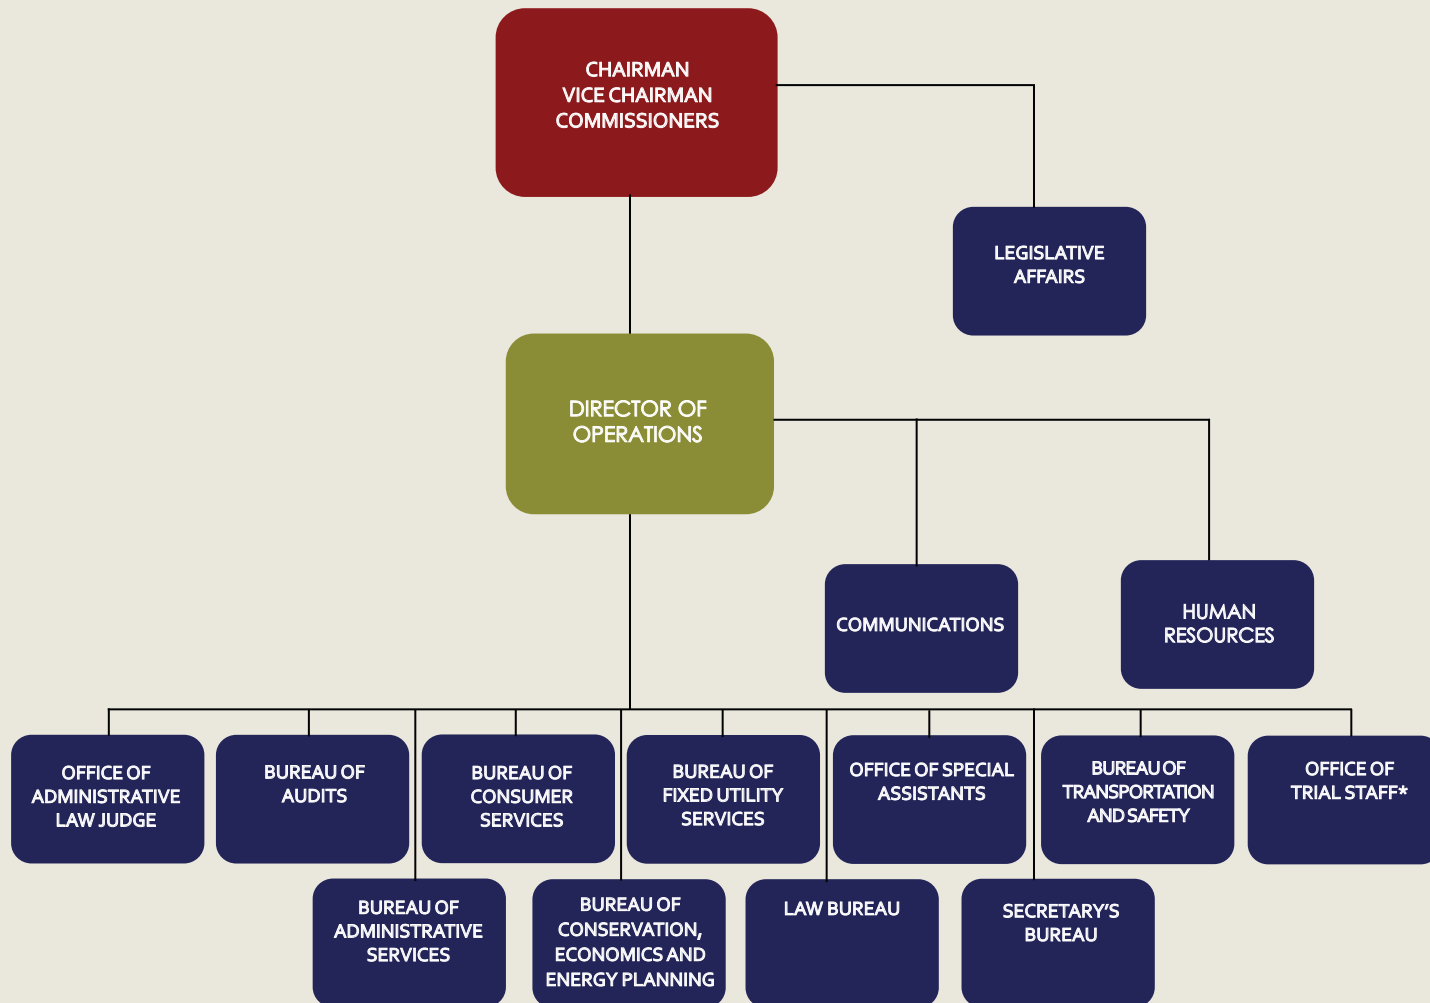 CHAIRMAN
VICE CHAIRMAN
COMMISSIONERS
LEGISLATIVE
AFFAIRS
DIRECTOR OF
OPERATIONS
COMMUNICATIONS
HUMAN
RESOURCES
OFFICE OF
ADMINISTRATIVE
LAW JUDGE
BUREAU OF
AUDITS
BUREAU OF
CONSUMER
SERVICES
BUREAU OF
FIXED UTILITY
SERVICES
OFFICE OF SPECIAL
ASSISTANTS
BUREAU OF
TRANSPORTATION
AND SAFETY
OFFICE OF
TRIAL STAFF*
BUREAU OF
ADMINISTRATIVE
SERVICES
BUREAU OF
CONSERVATION,
ECONOMICS AND
ENERGY PLANNING
LAW BUREAU
SECRETARY’S
BUREAU